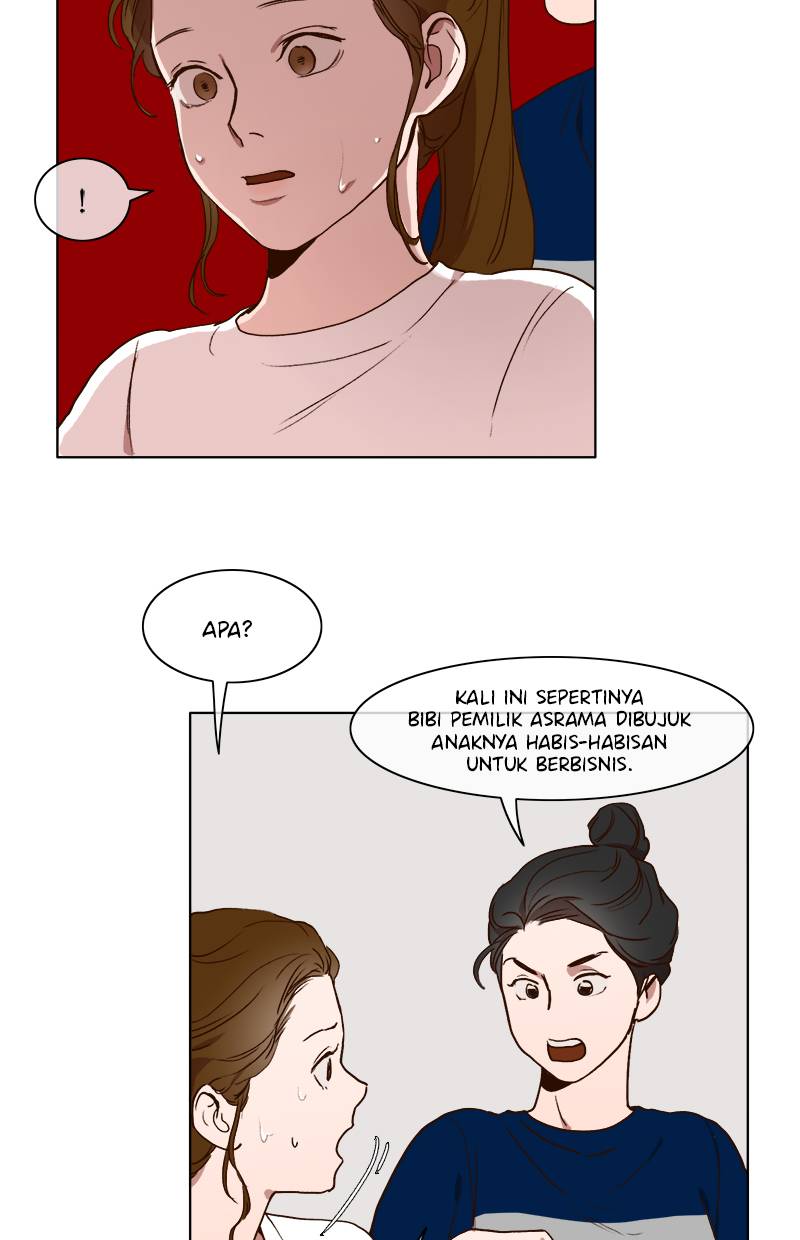 !
APA?
KALI INI SEPERTINYA
BIBI PEMILIK ASRAMA DIBUJUK
ANAKNYA HABIS-HABISAN
UNTUK BERBISNIS.